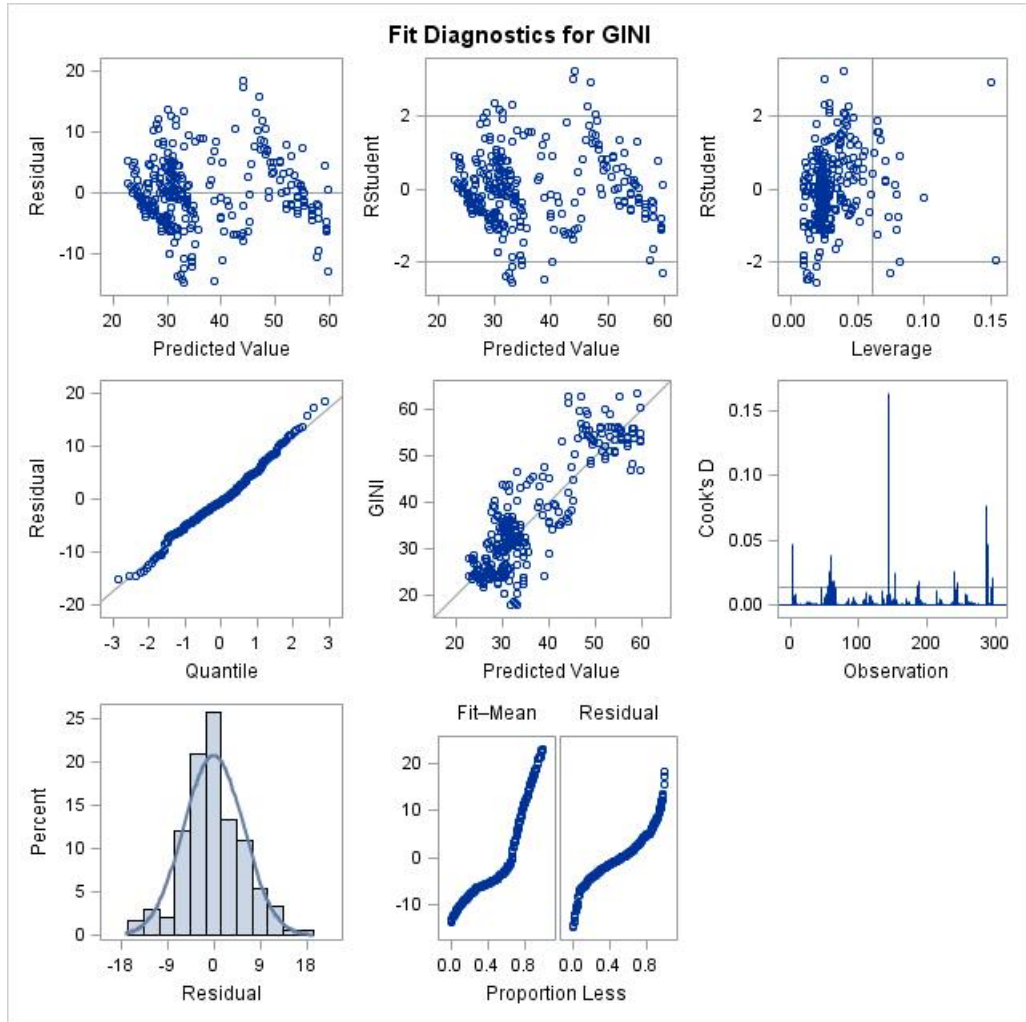 Fit Diagnostics for GINI
20
10
0
-10
Residual
20 30 40 50 60
Predicted Value
2
0
-2
RStudent
20 30 40 50 60
Predicted Value
2
0
-2
RStudent
0.00 0.05 0.10 0.15
Leverage
20
10
0
-10
-20
Residual
-3 -2 -1 0 1 2 3
Quantile
60
50
40
30
20
GINI
20 30 40 50 60
Predicted Value
0.15
0.10
0.05
0.00
Cook's D
0 100 200 300
Observation
25
20
15
10
5
0
Percent
-18 -9 0 9 18
Residual
Fit–Mean Residual
20
10
0
-10
0.0 0.4 0.8 0.0 0.4 0.8
Proportion Less